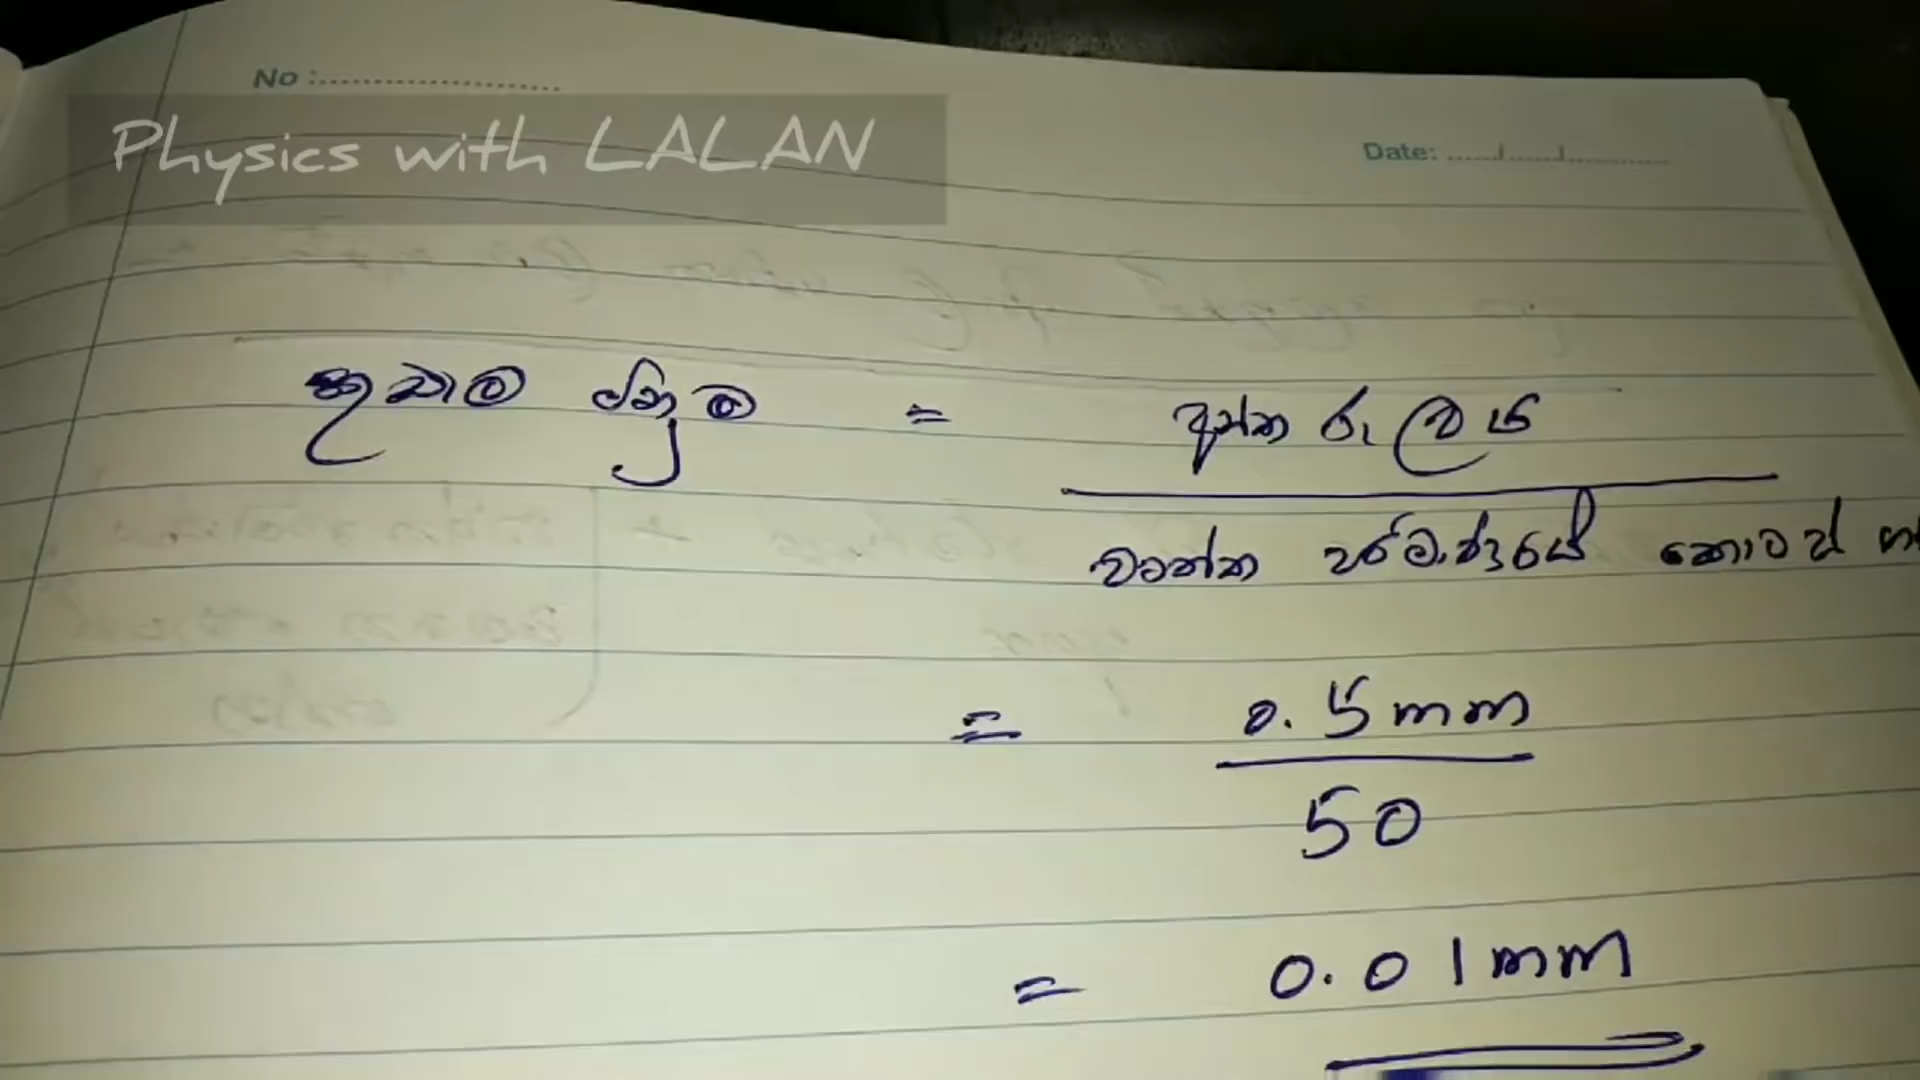 No :
Physics with LALAN
Date:
කුඩාම මිනුම = අන්තරාලය
වෘත්ත පරිමාණයේ කොටස්
= 0.5mm
50
= 0.01mm